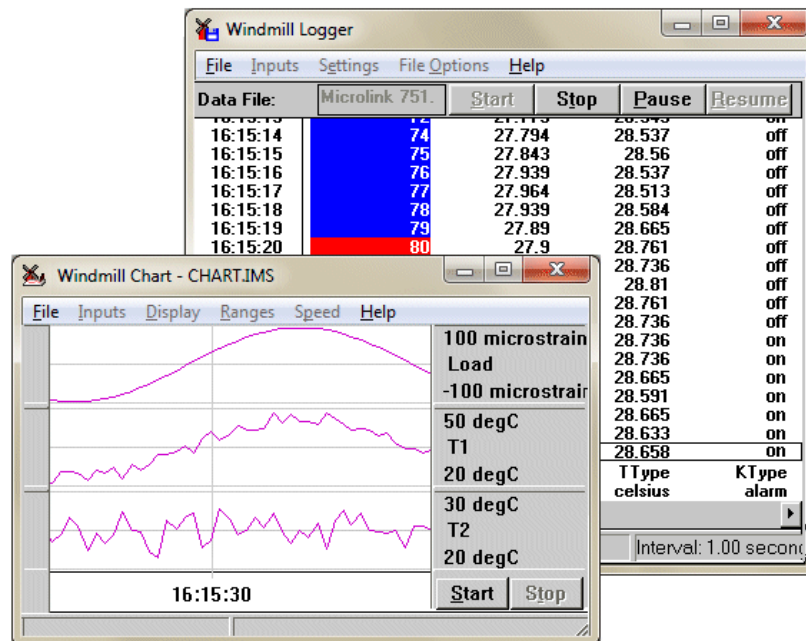 Windmill Logger
File Inputs Settings File Options Help
Data File: Microlink 751. Start Stop Pause Resume
16:15:14 74 27.794 28.537 off
16:15:15 75 27.843 28.56 off
16:15:16 76 27.939 28.537 off
16:15:17 77 27.964 28.513 off
16:15:18 78 27.939 28.584 off
16:15:19 79 27.89 28.665 off
16:15:20 80 27.9 28.761 off
28.736 off
28.81 off
28.761 off
28.736 off
28.736 on
28.736 on
28.665 on
28.591 on
28.665 on
28.633 on
28.658 on
TType KType
celsius alarm
Interval: 1.00 second
Windmill Chart - CHART.IMS
File Inputs Display Ranges Speed Help
100 microstrain
Load
-100 microstrain
50 degC
T1
20 degC
30 degC
T2
20 degC
16:15:30 Start Stop